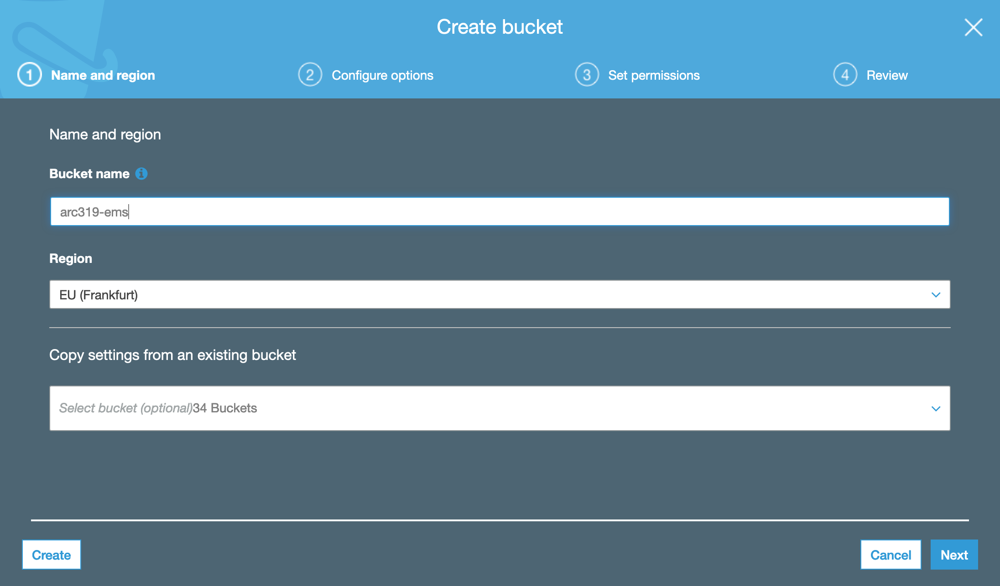 Create bucket
1 Name and region
2 Configure options
3 Set permissions
4 Review
Name and region
Bucket name
arc319-ems
Region
EU (Frankfurt)
Copy settings from an existing bucket
Select bucket (optional)34 Buckets
Create
Cancel
Next